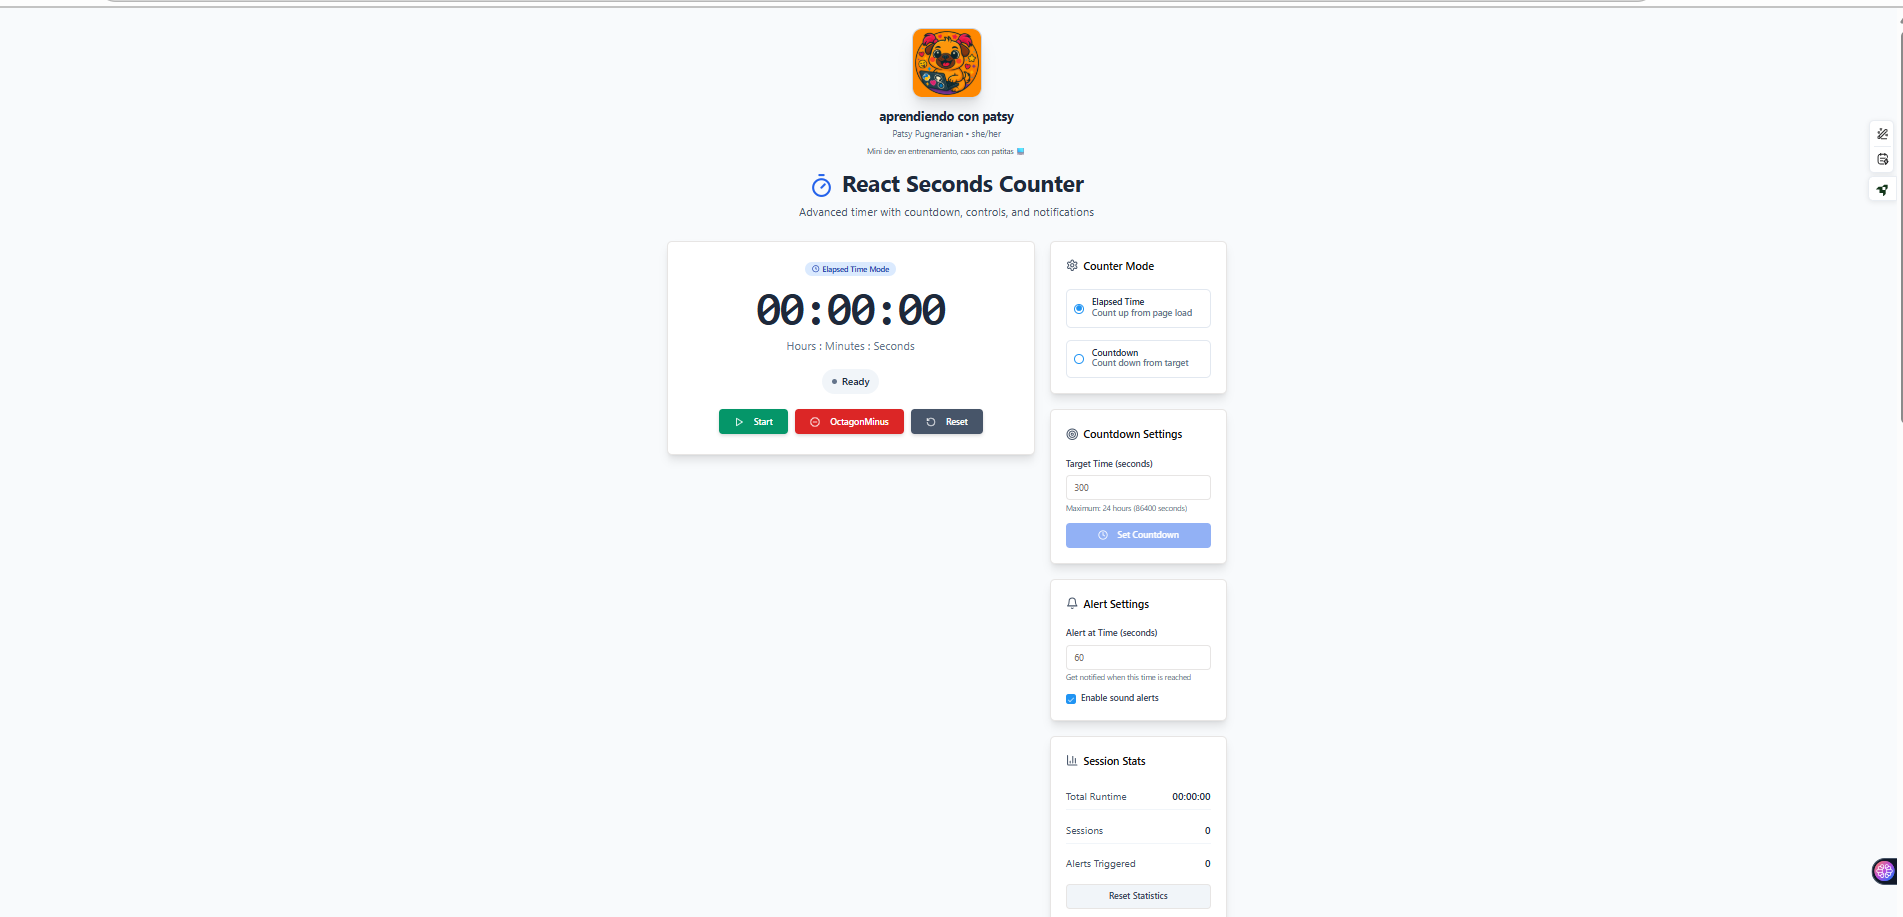 aprendiendo con patsy
Patsy Pugneranian • she/her
Mini dev en entrenamiento, caos con patitas
React Seconds Counter
Advanced timer with countdown, controls, and notifications
Elapsed Time Mode
00:00:00
Hours : Minutes : Seconds
Ready
Start
OctagonMinus
Reset
Counter Mode
Elapsed Time
Count up from page load
Countdown
Count down from target
Countdown Settings
Target Time (seconds)
300
Maximum: 24 hours (86400 seconds)
Set Countdown
Alert Settings
Alert at Time (seconds)
60
Get notified when this time is reached
Enable sound alerts
Session Stats
Total Runtime 00:00:00
Sessions 0
Alerts Triggered 0
Reset Statistics